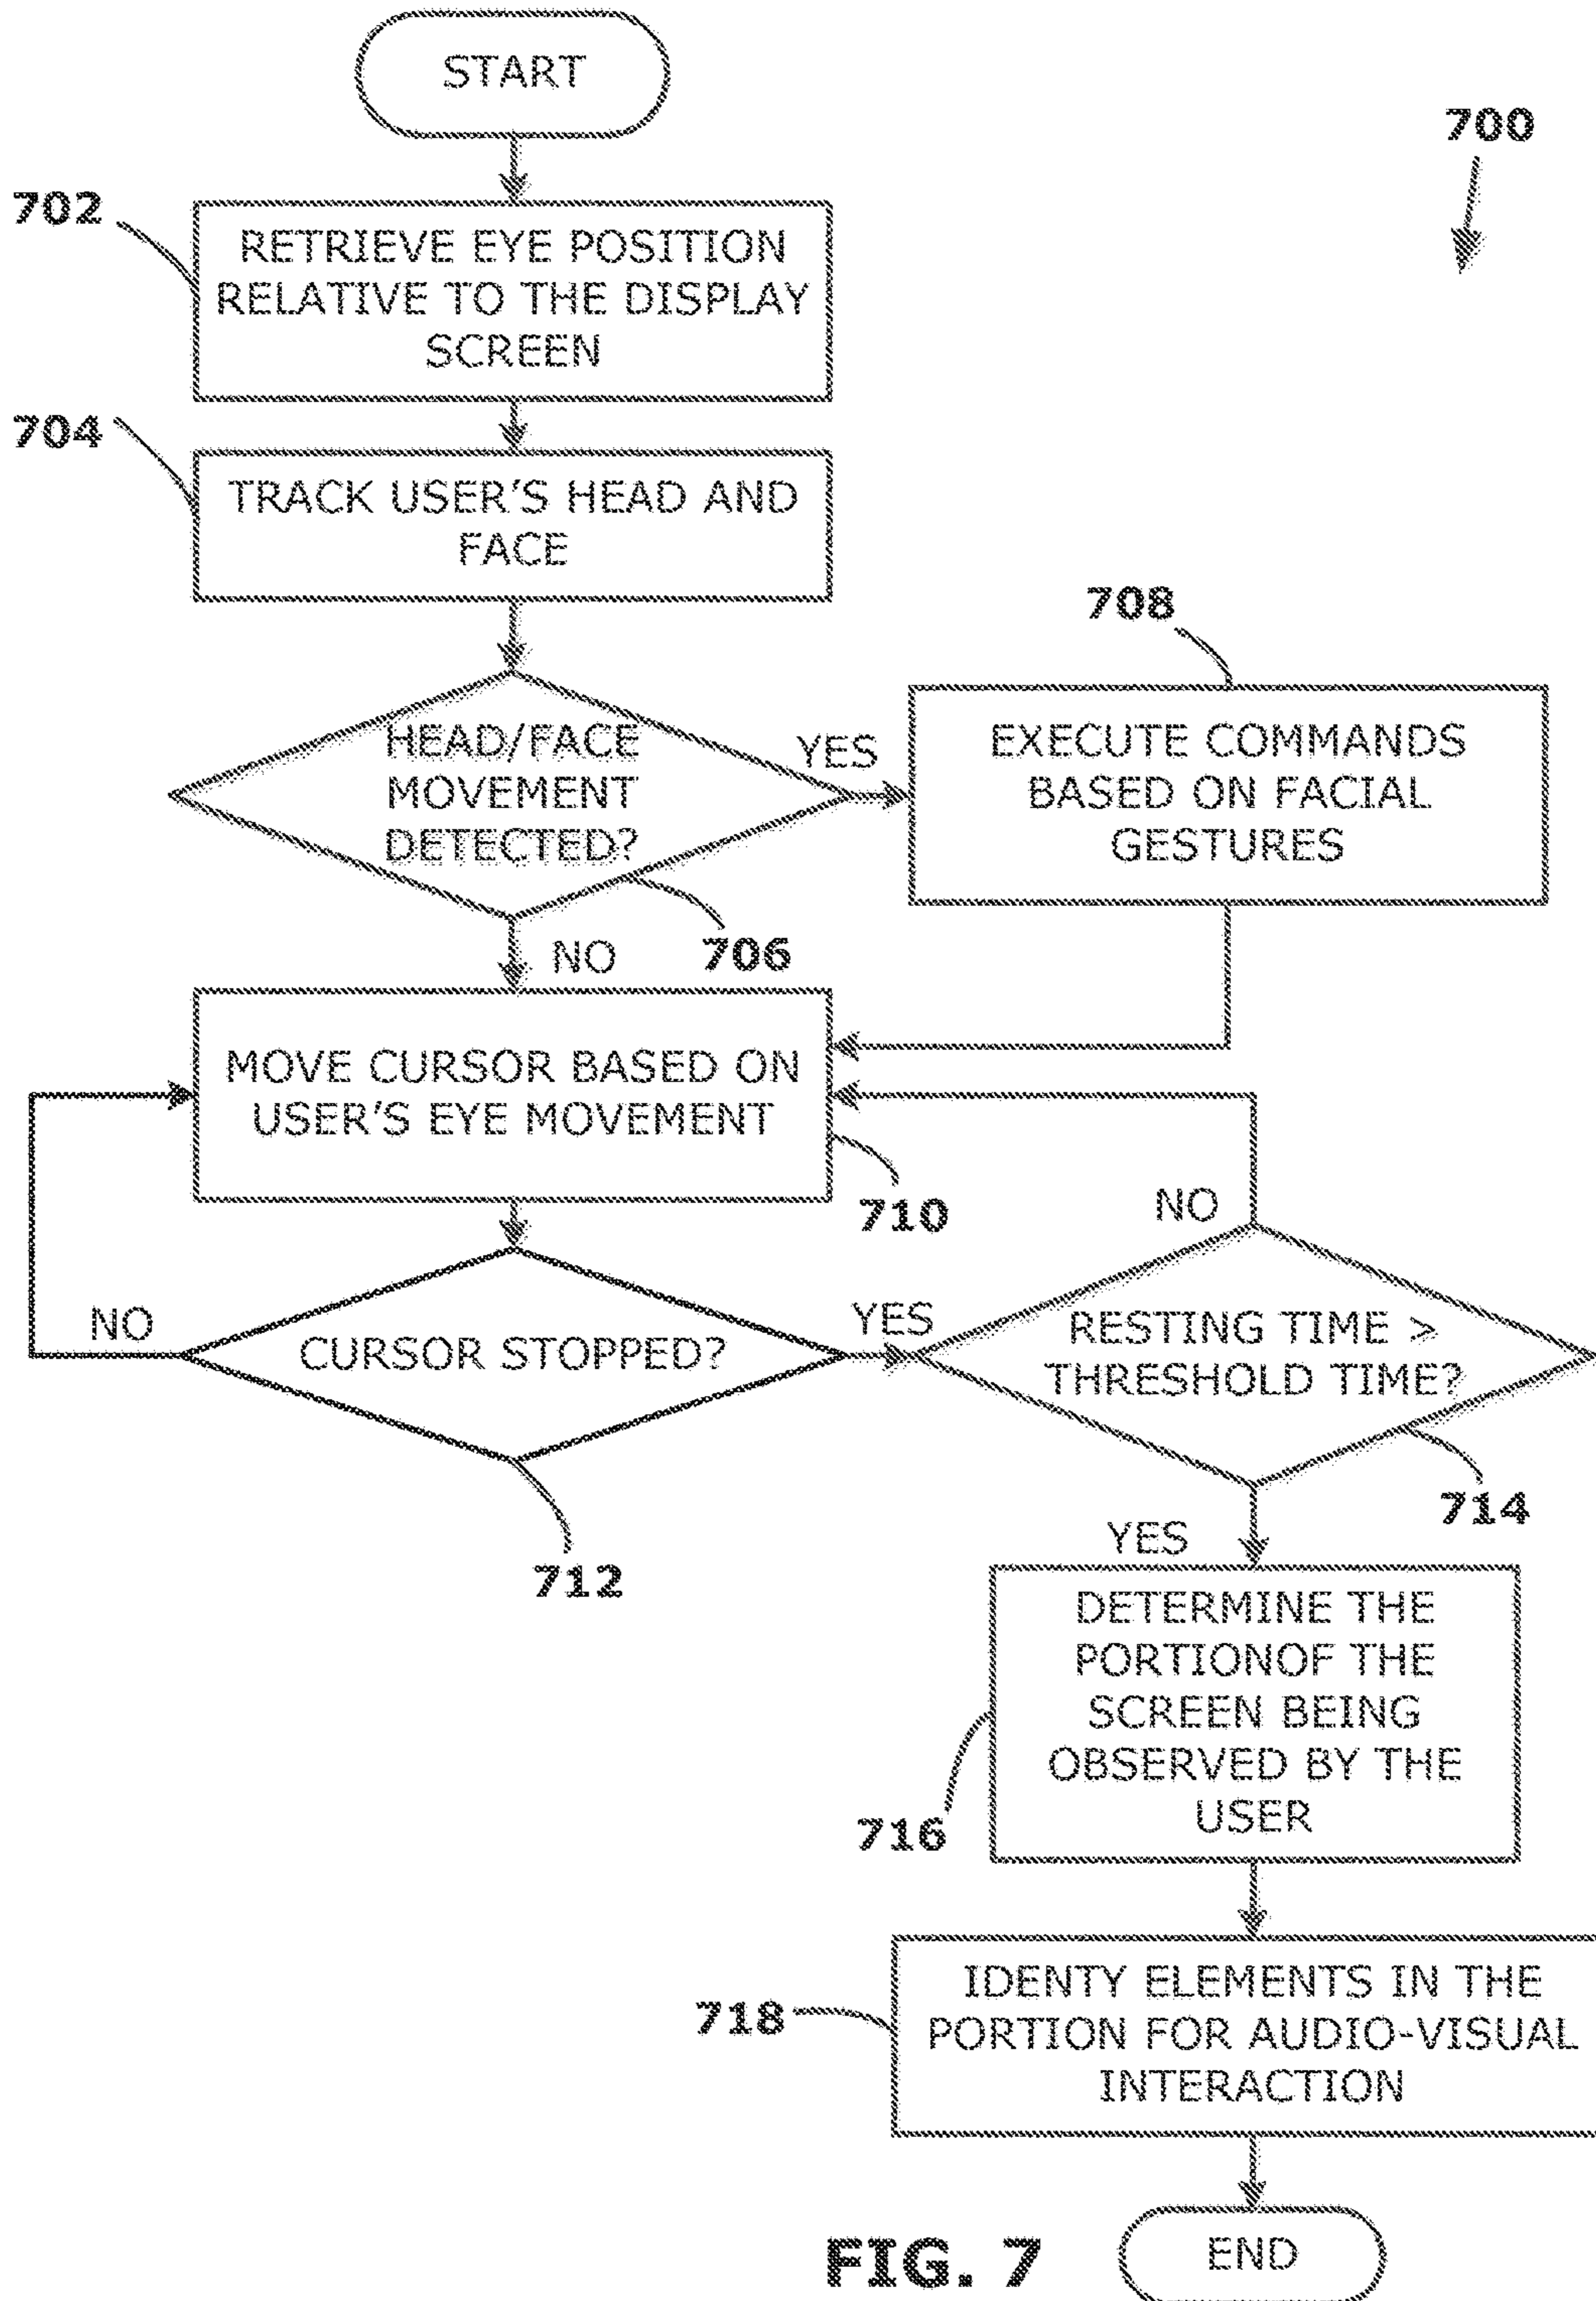 START
700
702
RETRIEVE EYE POSITION
RELATIVE TO THE DISPLAY
SCREEN
704
TRACK USER'S HEAD AND
FACE
708
HEAD/FACE
MOVEMENT
DETECTED?
YES
EXECUTE COMMANDS
BASED ON FACIAL
GESTURES
NO
706
MOVE CURSOR BASED ON
USER'S EYE MOVEMENT
710
NO
NO
CURSOR STOPPED?
YES
RESTING TIME >
THRESHOLD TIME?
712
714
YES
DETERMINE THE
PORTIONOF THE
SCREEN BEING
OBSERVED BY THE
USER
716
718
IDENTY ELEMENTS IN THE
PORTION FOR AUDIO-VISUAL
INTERACTION
FIG. 7
END